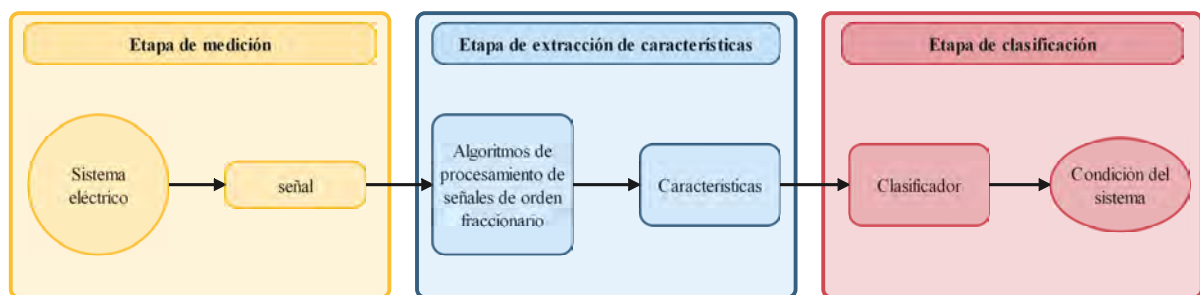 Etapa de medición
Sistema
eléctrico
señal
Etapa de extracción de características
Algoritmos de
procesamiento de
señales de orden
fraccionario
Características
Etapa de clasificación
Clasificador
Condición del
sistema